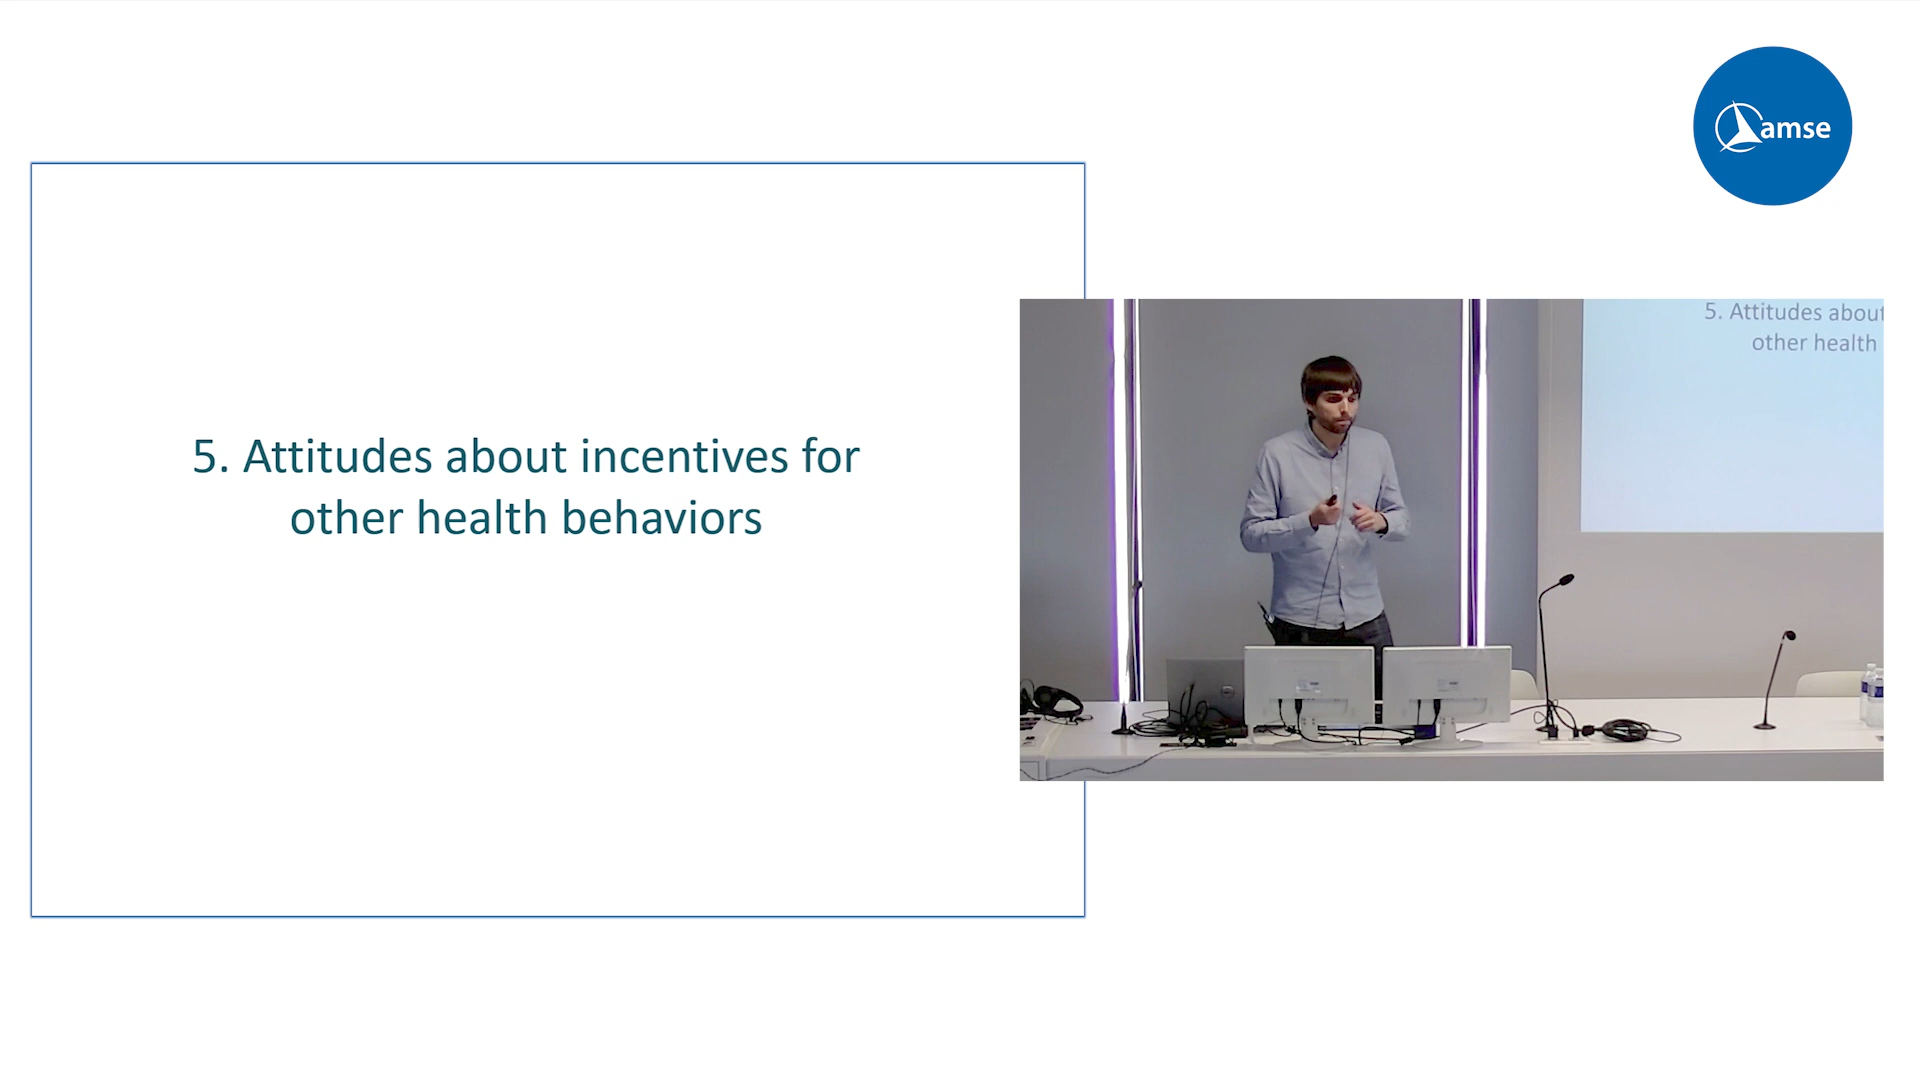 amse
5. Attitudes about incentives for
other health behaviors
5. Attitudes about
other health